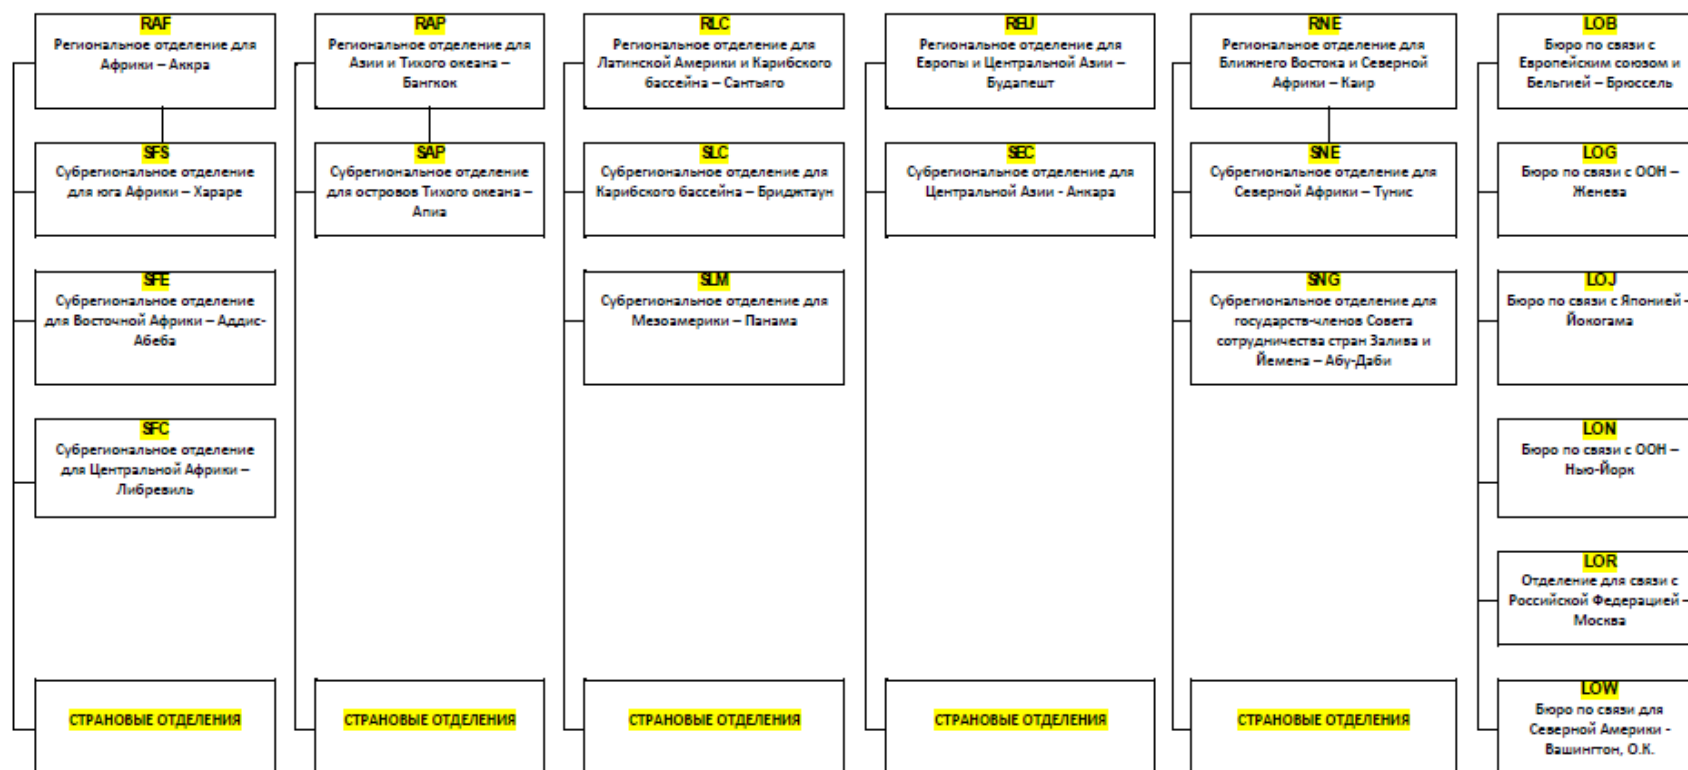 RAF
Региональное отделение для
Африки – Аккра
SFS
Субрегиональное отделение
для юга Африки – Хараре
SFE
Субрегиональное отделение
для Восточной Африки – Аддис-
Абеба
SFC
Субрегиональное отделение
для Центральной Африки –
Либревиль
СТРАНОВЫЕ ОТДЕЛЕНИЯ
RAP
Региональное отделение для
Азии и Тихого океана –
Бангкок
SAP
Субрегиональное отделение
для островов Тихого океана –
Апиа
СТРАНОВЫЕ ОТДЕЛЕНИЯ
RLC
Региональное отделение для
Латинской Америки и Карибского
бассейна – Сантьяго
SLC
Субрегиональное отделение для
Карибского бассейна – Бриджтаун
SLM
Субрегиональное отделение для
Мезоамерики – Панама
СТРАНОВЫЕ ОТДЕЛЕНИЯ
REU
Региональное отделение для
Европы и Центральной Азии –
Будапешт
SEC
Субрегиональное отделение для
Центральной Азии - Анкара
СТРАНОВЫЕ ОТДЕЛЕНИЯ
RNE
Региональное отделение для
Ближнего Востока и Северной
Африки – Каир
SNE
Субрегиональное отделение для
Северной Африки – Тунис
SNG
Субрегиональное отделение для
государств-членов Совета
сотрудничества стран Залива и
Йемена – Абу-Даби
СТРАНОВЫЕ ОТДЕЛЕНИЯ
LOB
Бюро по связи с
Европейским союзом и
Бельгией – Брюссель
LOG
Бюро по связи с ООН –
Женева
LOJ
Бюро по связи с Японией –
Йокогама
LON
Бюро по связи с ООН –
Нью-Йорк
LOR
Отделение для связи с
Российской Федерацией –
Москва
LOW
Бюро по связи для
Северной Америки -
Вашингтон, О.К.